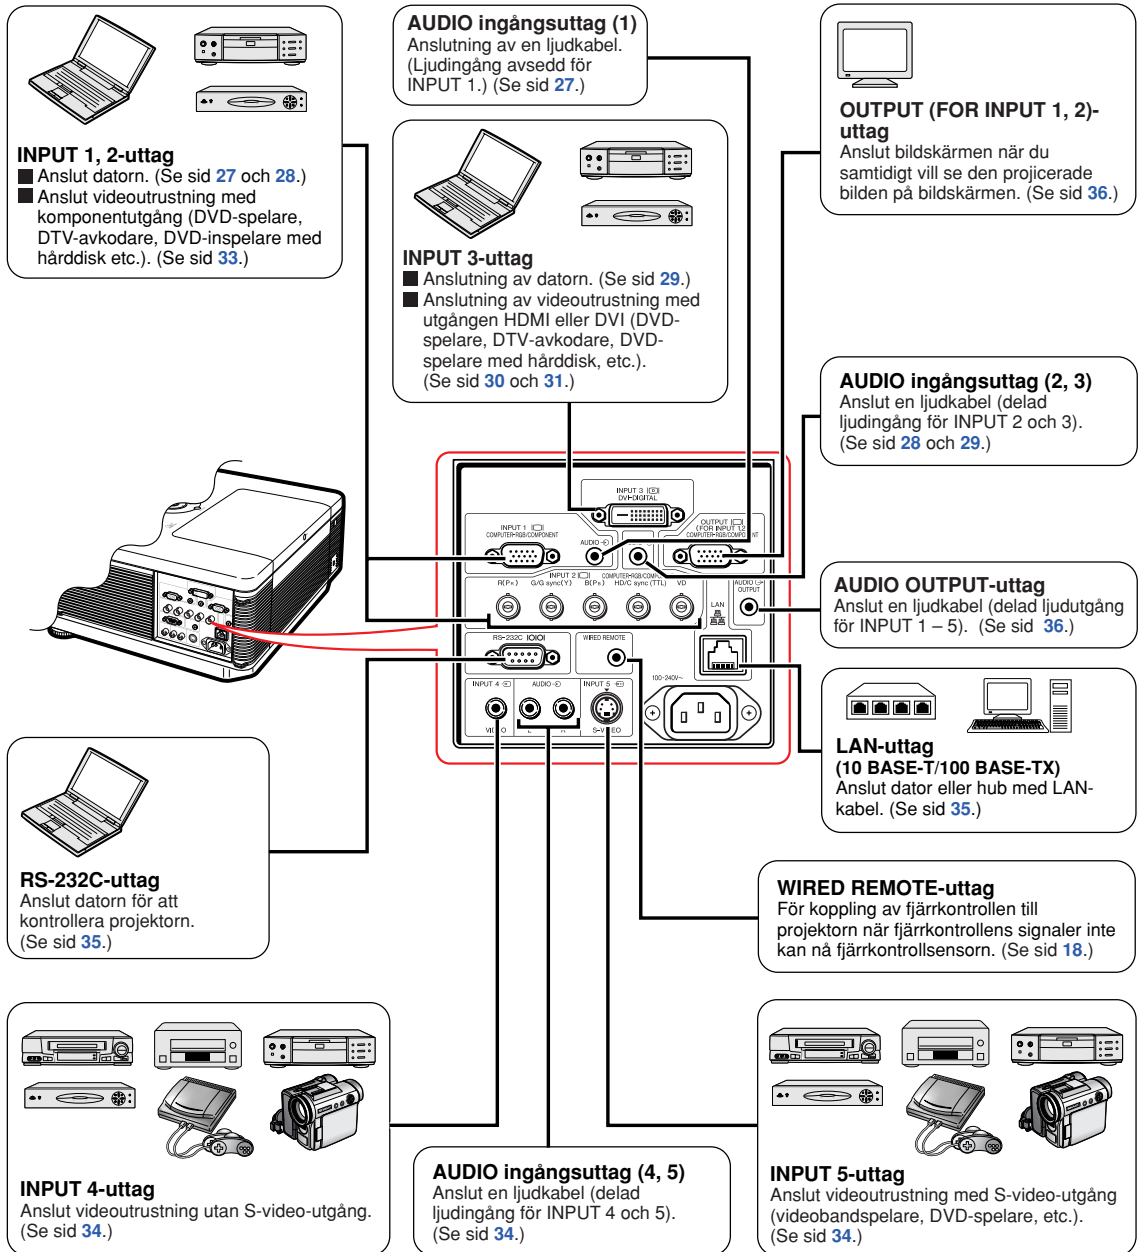 INPUT 1, 2-uttag
■ Anslut datorn. (Se sid 27 och 28.)
■ Anslut videoutrustning med
komponentutgång (DVD-spelare,
DTV-avkodare, DVD-inspelare med
hårddisk etc.). (Se sid 33.)
AUDIO ingångsuttag (1)
Anslutning av en ljudkabel.
(Ljudingång avsedd för
INPUT 1.) (Se sid 27.)
INPUT 3-uttag
■ Anslutning av datorn. (Se sid 29.)
■ Anslutning av videoutrustning med
utgången HDMI eller DVI (DVD-
spelare, DTV-avkodare, DVD-
spelare med hårddisk, etc.).
(Se sid 30 och 31.)
OUTPUT (FOR INPUT 1, 2)-
uttag
Anslut bildskärmen när du
samtidigt vill se den projicerade
bilden på bildskärmen. (Se sid 36.)
AUDIO ingångsuttag (2, 3)
Anslut en ljudkabel (delad
ljudingång för INPUT 2 och 3).
(Se sid 28 och 29.)
INPUT 3
DVI-DIGITAL
INPUT 1
COMPUTER-RGB/COMPONENT
AUDIO
OUTPUT
(FOR INPUT 1,2)
COMPUTER-RGB/COMPONENT
INPUT 2
R(PR) G/G sync(Y) B(PB) HD/C sync(TTL) VD
AUDIO
OUTPUT
LAN
RS-232C
WIRED REMOTE
100-240V~
INPUT 4
AUDIO
INPUT 5
VIDEO
L
R
S-VIDEO
AUDIO OUTPUT-uttag
Anslut en ljudkabel (delad ljudutgång
för INPUT 1 – 5). (Se sid 36.)
LAN-uttag
(10 BASE-T/100 BASE-TX)
Anslut dator eller hub med LAN-
kabel. (Se sid 35.)
RS-232C-uttag
Anslut datorn för att
kontrollera projektorn.
(Se sid 35.)
WIRED REMOTE-uttag
För koppling av fjärrkontrollen till
projektorn när fjärrkontrollens signaler inte
kan nå fjärrkontrollsensorn. (Se sid 18.)
INPUT 4-uttag
Anslut videoutrustning utan S-video-utgång.
(Se sid 34.)
AUDIO ingångsuttag (4, 5)
Anslut en ljudkabel (delad
ljudingång för INPUT 4 och 5).
(Se sid 34.)
INPUT 5-uttag
Anslut videoutrustning med S-video-utgång
(videobandspelare, DVD-spelare, etc.).
(Se sid 34.)